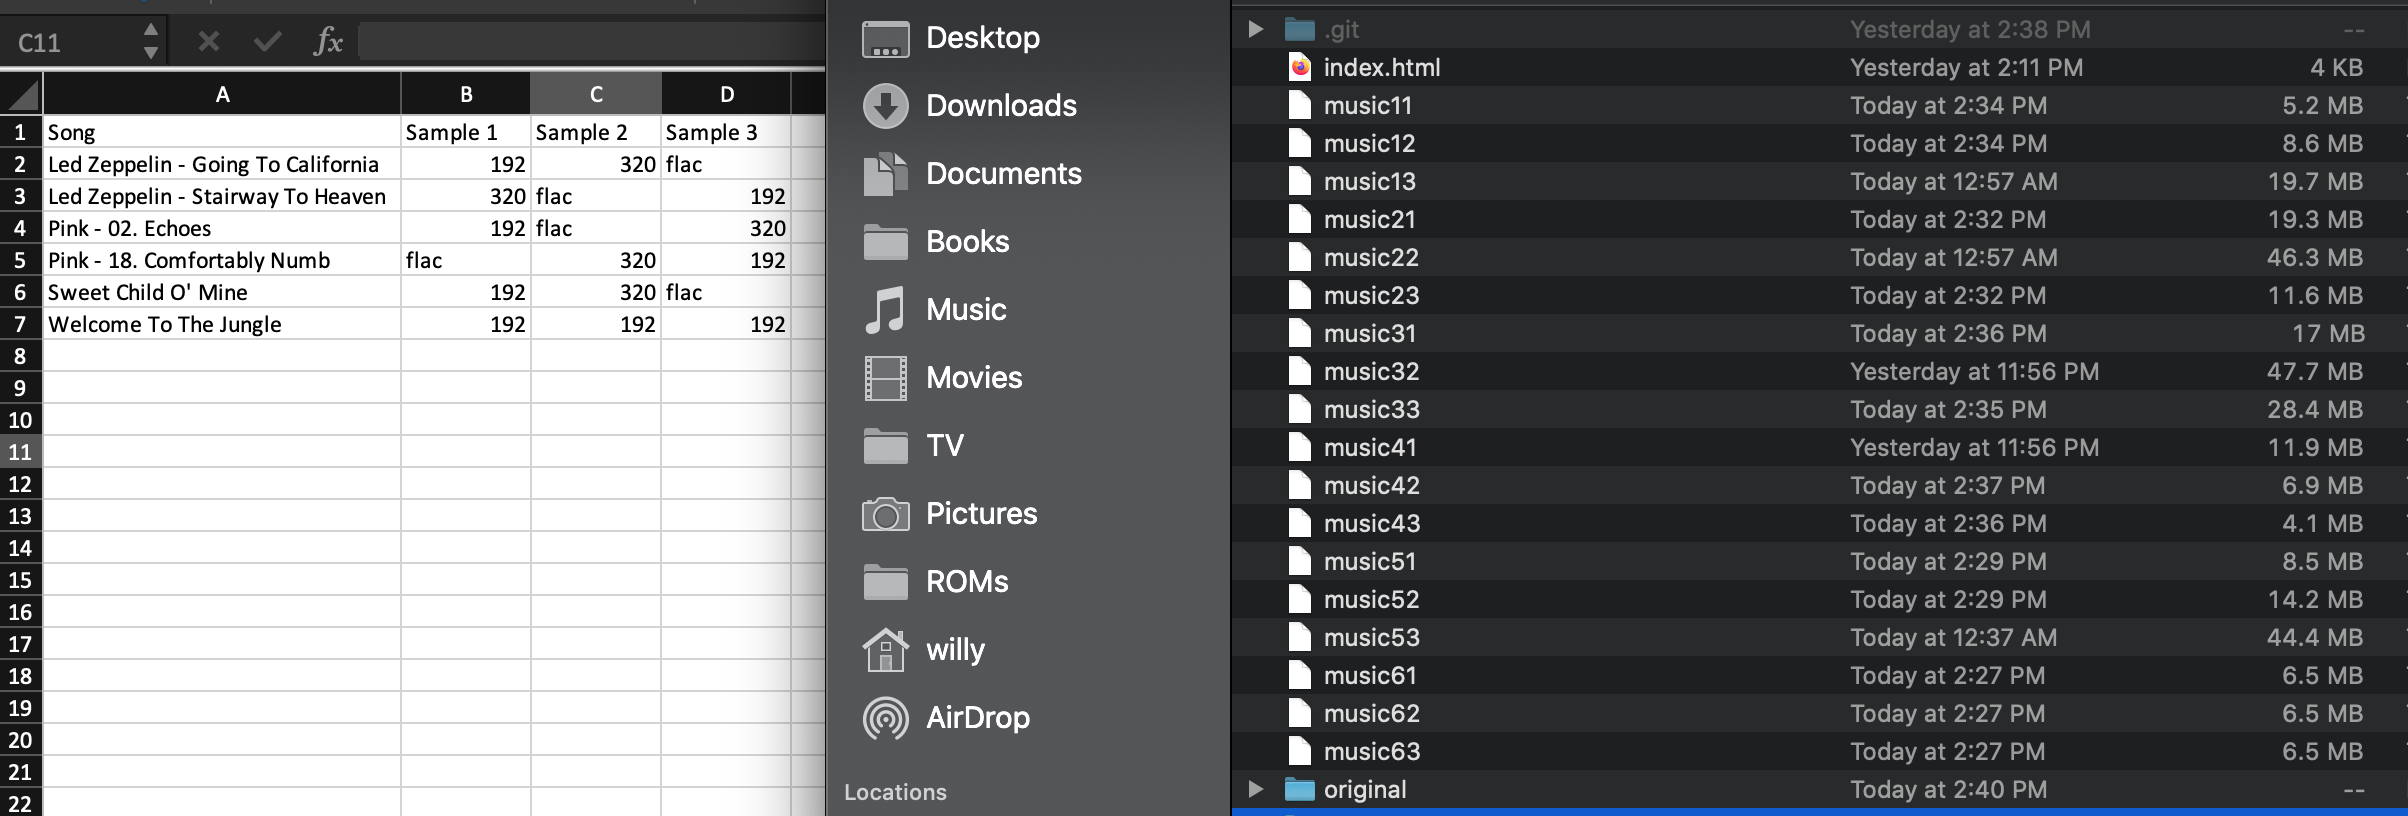 C11 fx
A B C D
1 Song Sample 1 Sample 2 Sample 3
2 Led Zeppelin - Going To California 192 320 flac
3 Led Zeppelin - Stairway To Heaven 320 flac 192
4 Pink - 02. Echoes 192 flac 320
5 Pink - 18. Comfortably Numb flac 320 192
6 Sweet Child O' Mine 192 320 flac
7 Welcome To The Jungle 192 192 192
8
9
10
11
12
13
14
15
16
17
18
19
20
21
22
Desktop
Downloads
Documents
Books
Music
Movies
TV
Pictures
ROMs
willy
AirDrop
Locations
.git Yesterday at 2:38 PM --
index.html Yesterday at 2:11 PM 4 KB
music11 Today at 2:34 PM 5.2 MB
music12 Today at 2:34 PM 8.6 MB
music13 Today at 12:57 AM 19.7 MB
music21 Today at 2:32 PM 19.3 MB
music22 Today at 12:57 AM 46.3 MB
music23 Today at 2:32 PM 11.6 MB
music31 Today at 2:36 PM 17 MB
music32 Yesterday at 11:56 PM 47.7 MB
music33 Today at 2:35 PM 28.4 MB
music41 Yesterday at 11:56 PM 11.9 MB
music42 Today at 2:37 PM 6.9 MB
music43 Today at 2:36 PM 4.1 MB
music51 Today at 2:29 PM 8.5 MB
music52 Today at 2:29 PM 14.2 MB
music53 Today at 12:37 AM 44.4 MB
music61 Today at 2:27 PM 6.5 MB
music62 Today at 2:27 PM 6.5 MB
music63 Today at 2:27 PM 6.5 MB
original Today at 2:40 PM --